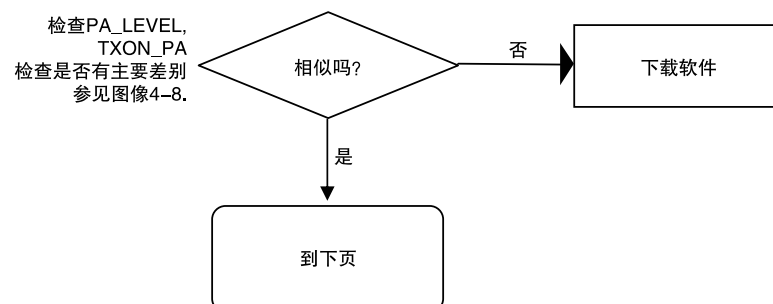 检查PA_LEVEL,
TXON_PA
检查是否有主要差别
参见图像4-8.
相似吗?
否
下载软件
是
到下页